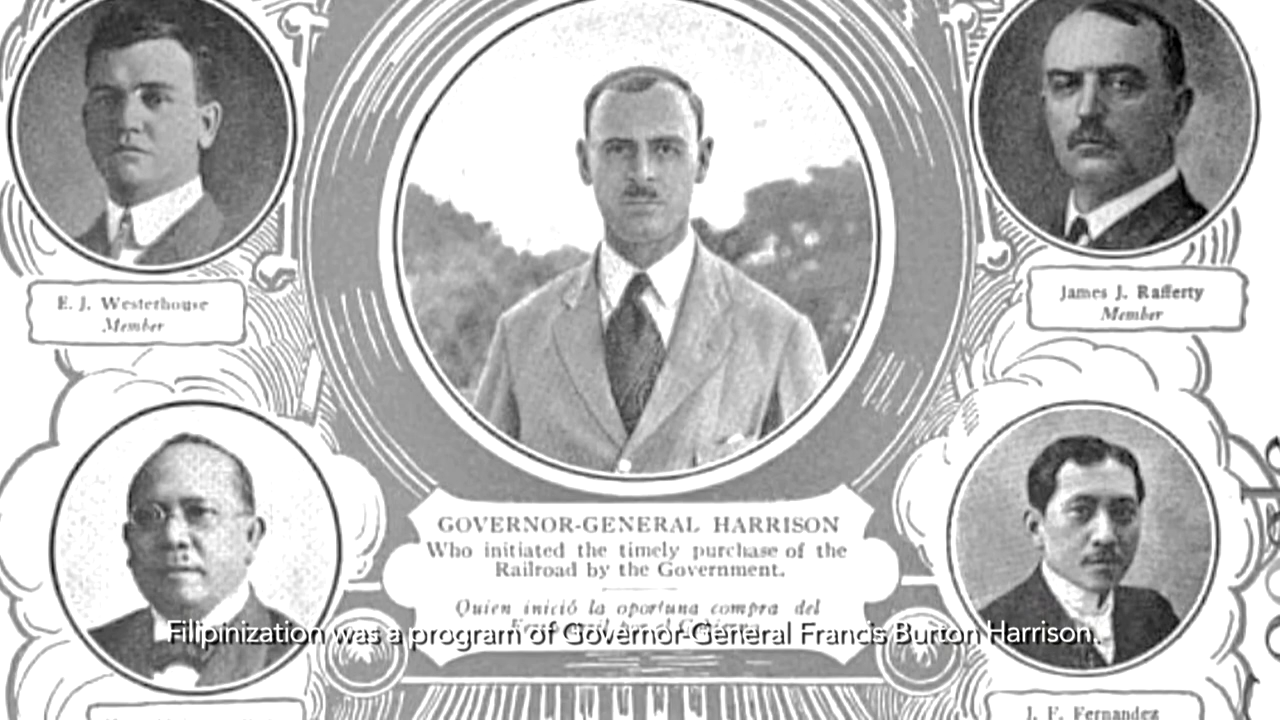 E. J. Westerhouse
Member
James J. Rafferty
Member
GOVERNOR-GENERAL HARRISON
Who initiated the timely purchase of the
Railroad by the Government.
Quien inició la oportuna compra del
Filipinization was a program of Governor-General Francis Burton Harrison.
J. F. Fernandez